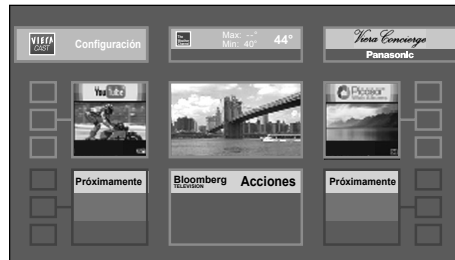 VIERA
CAST
Configuración
Max: --°
Min: 40°
44°
Viera Concierge
Panasonic
YouTube
Picasa
Próximamente
Bloomberg
TELEVISION
Acciones
Próximamente